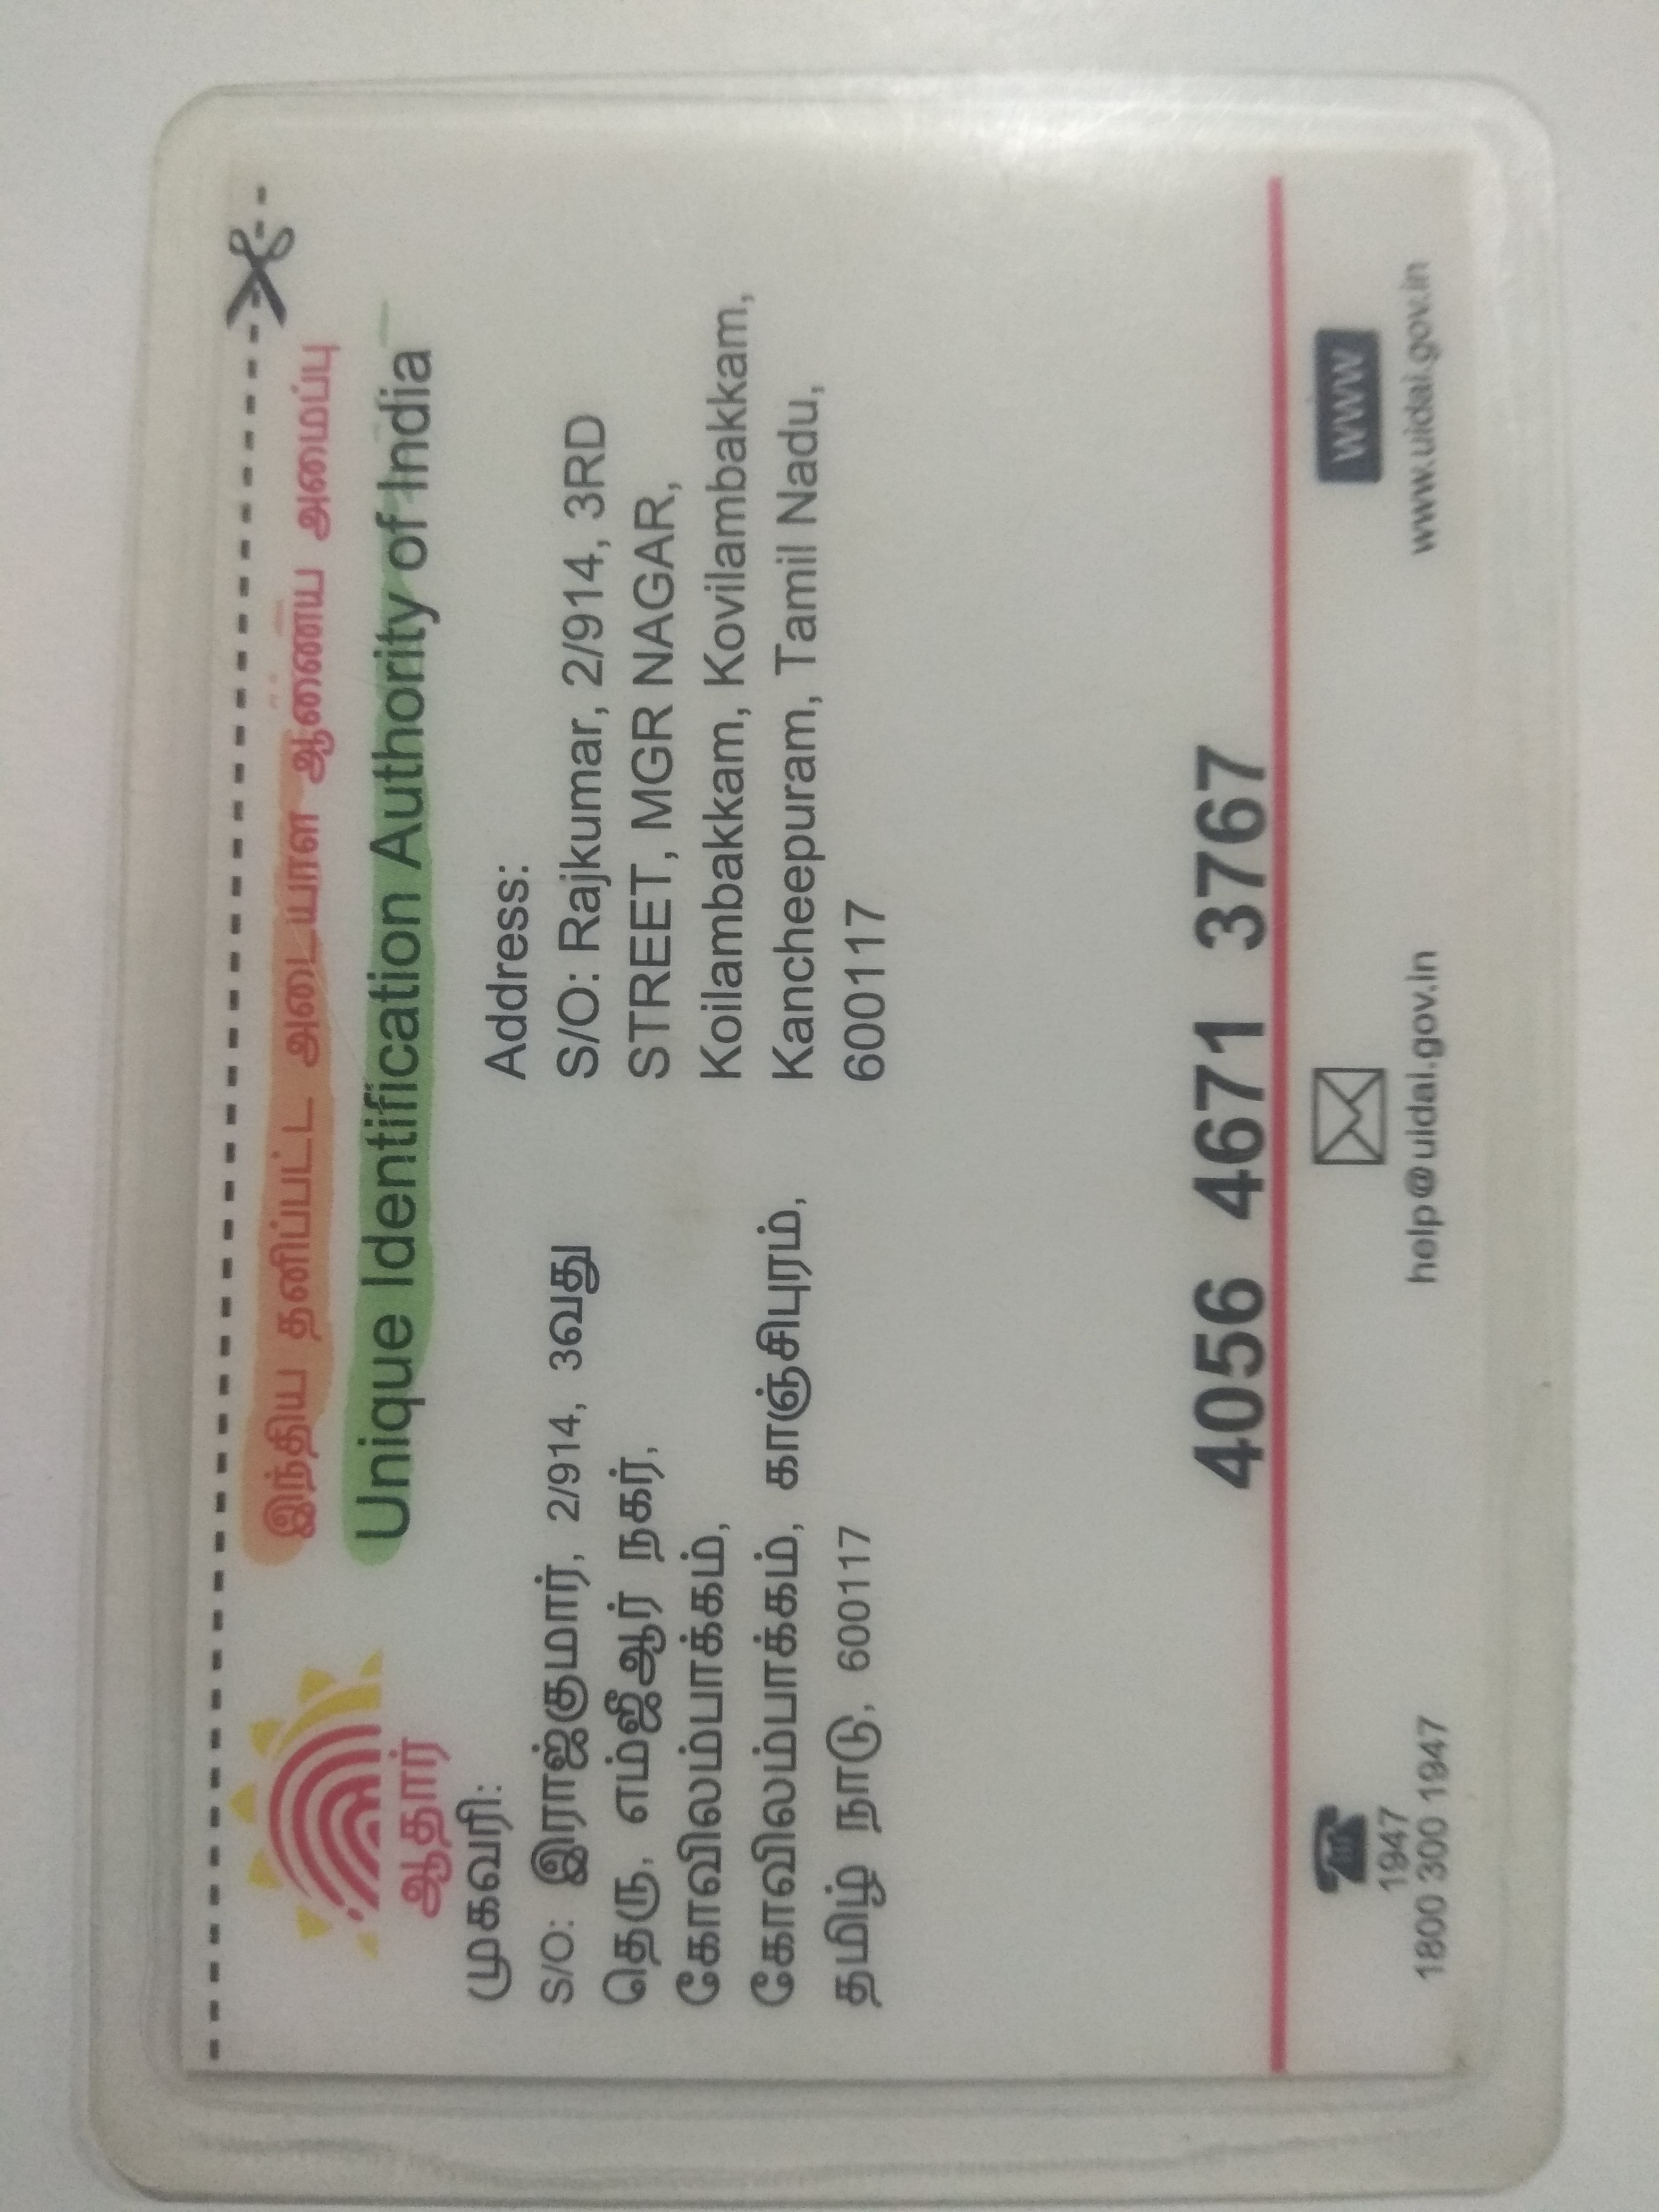 இந்திய தனிப்பட்ட அடையாள ஆணைய அமைப்பு
Unique Identification Authority of India
ஆதார்
முகவரி:
S/O: இராஜ்குமார், 2/914, 3வது
தெரு, எம்ஜீஆர் நகர்,
கோவிலம்பாக்கம்,
கோவிலம்பாக்கம், காஞ்சிபுரம்,
தமிழ் நாடு, 600117
Address:
S/O: Rajkumar, 2/914, 3RD
STREET, MGR NAGAR,
Koilambakkam, Kovilambakkam,
Kancheepuram, Tamil Nadu,
600117
4056 4671 3767
1947
1800 300 1947
help@uidai.gov.in
WWW
www.uidai.gov.in